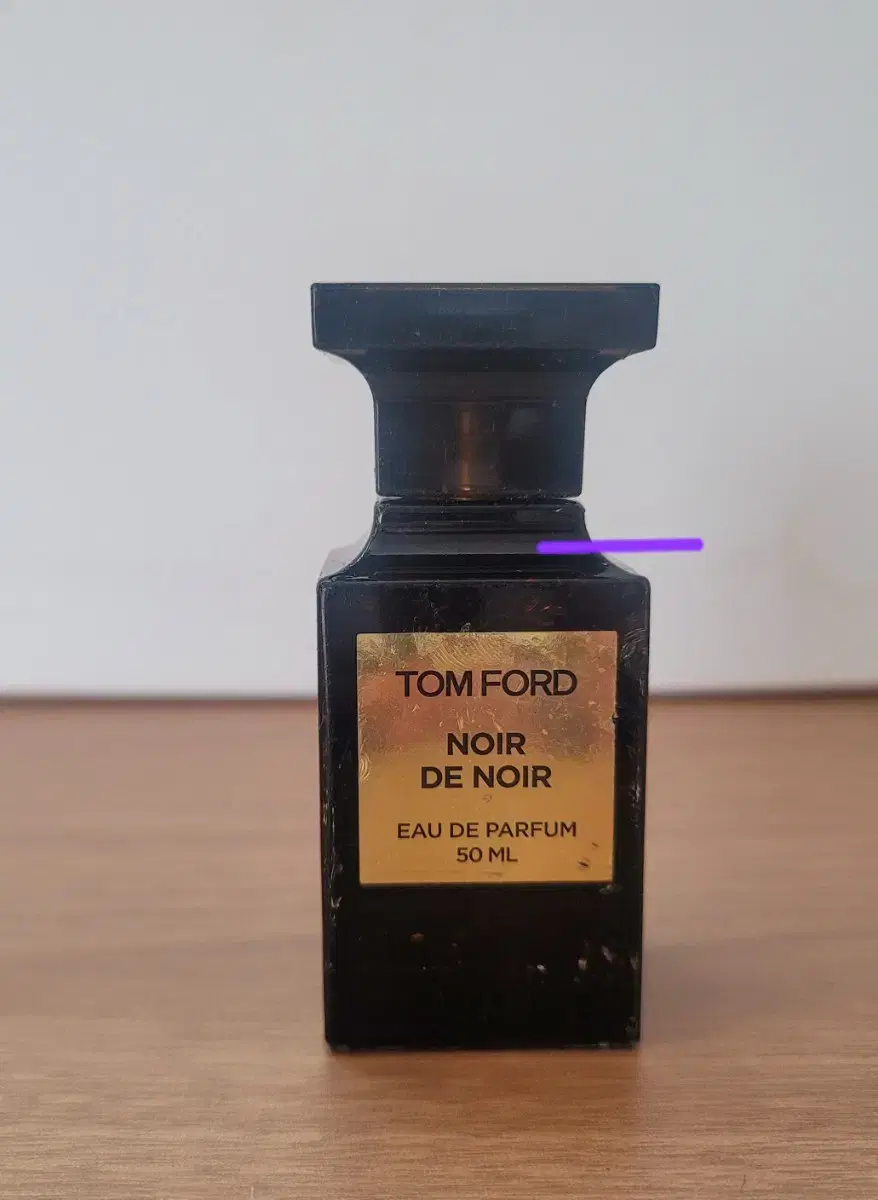 TOM FORD
NOIR
DE NOIR
EAU DE PARFUM
50 ML